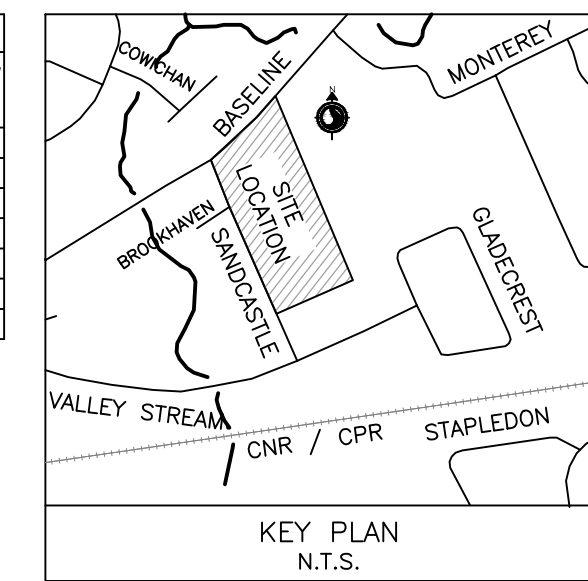 COWICHAN
BASELINE
MONTEREY
N
SITE
LOCATION
BROOKHAVEN
SANDCASTLE
GLADECREST
VALLEY STREAM
CNR / CPR
STAPLEDON
KEY PLAN
N.T.S.